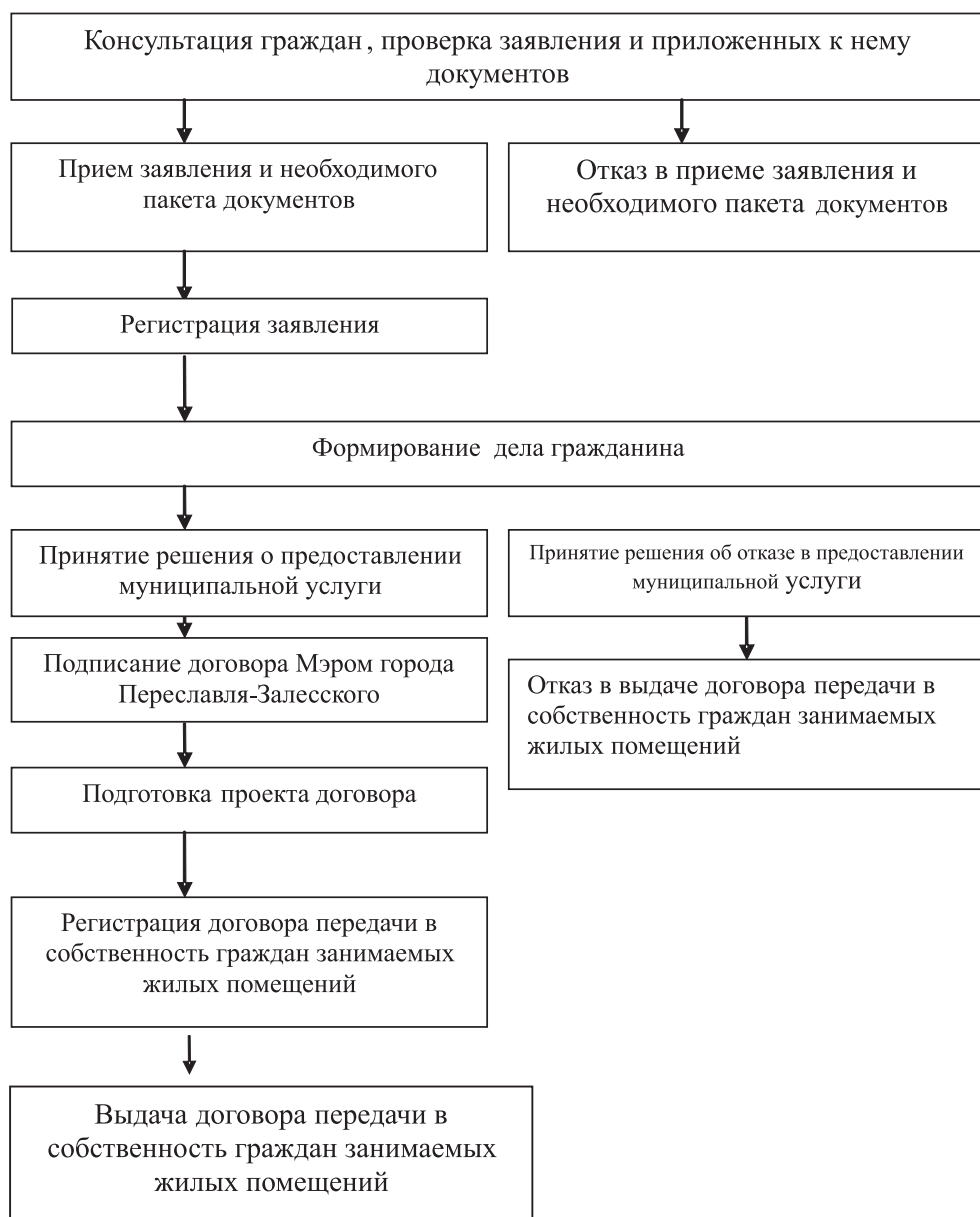 Консультация граждан , проверка заявления и приложенных к нему
документов
Прием заявления и необходимого
пакета документов
Отказ в приеме заявления и
необходимого пакета документов
Регистрация заявления
Формирование дела гражданина
Принятие решения о предоставлении
муниципальной услуги
Принятие решения об отказе в предоставлении
муниципальной услуги
Подписание договора Мэром города
Переславля-Залесского
Отказ в выдаче договора передачи в
собственность граждан занимаемых
жилых помещений
Подготовка проекта договора
Регистрация договора передачи в
собственность граждан занимаемых
жилых помещений
Выдача договора передачи в
собственность граждан занимаемых
жилых помещений